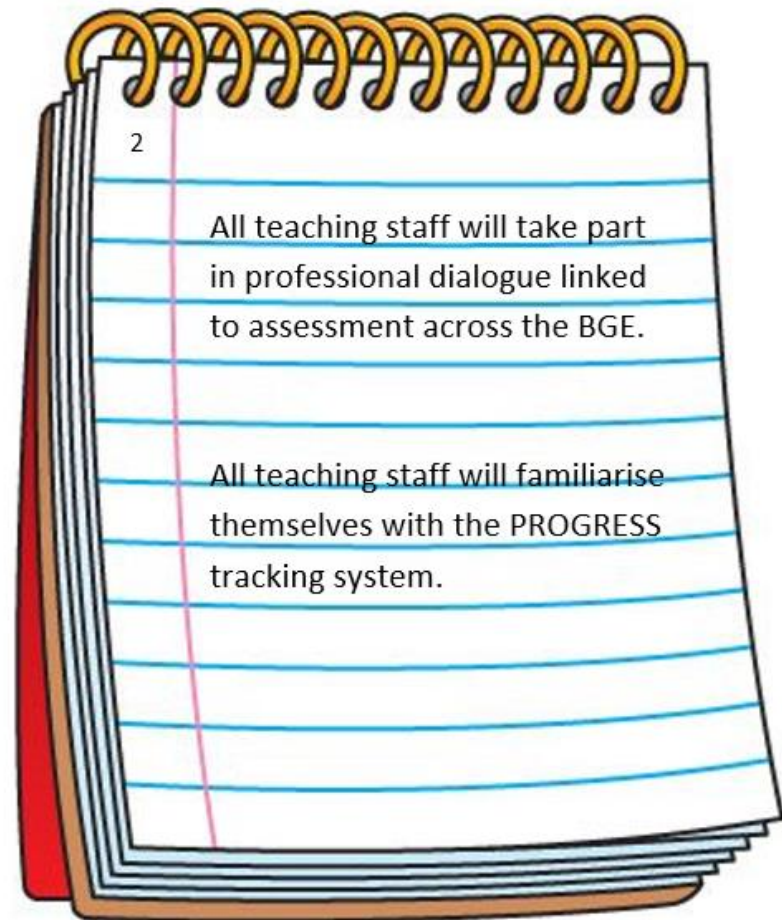 2
All teaching staff will take part
in professional dialogue linked
to assessment across the BGE.
All teaching staff will familiarise
themselves with the PROGRESS
tracking system.